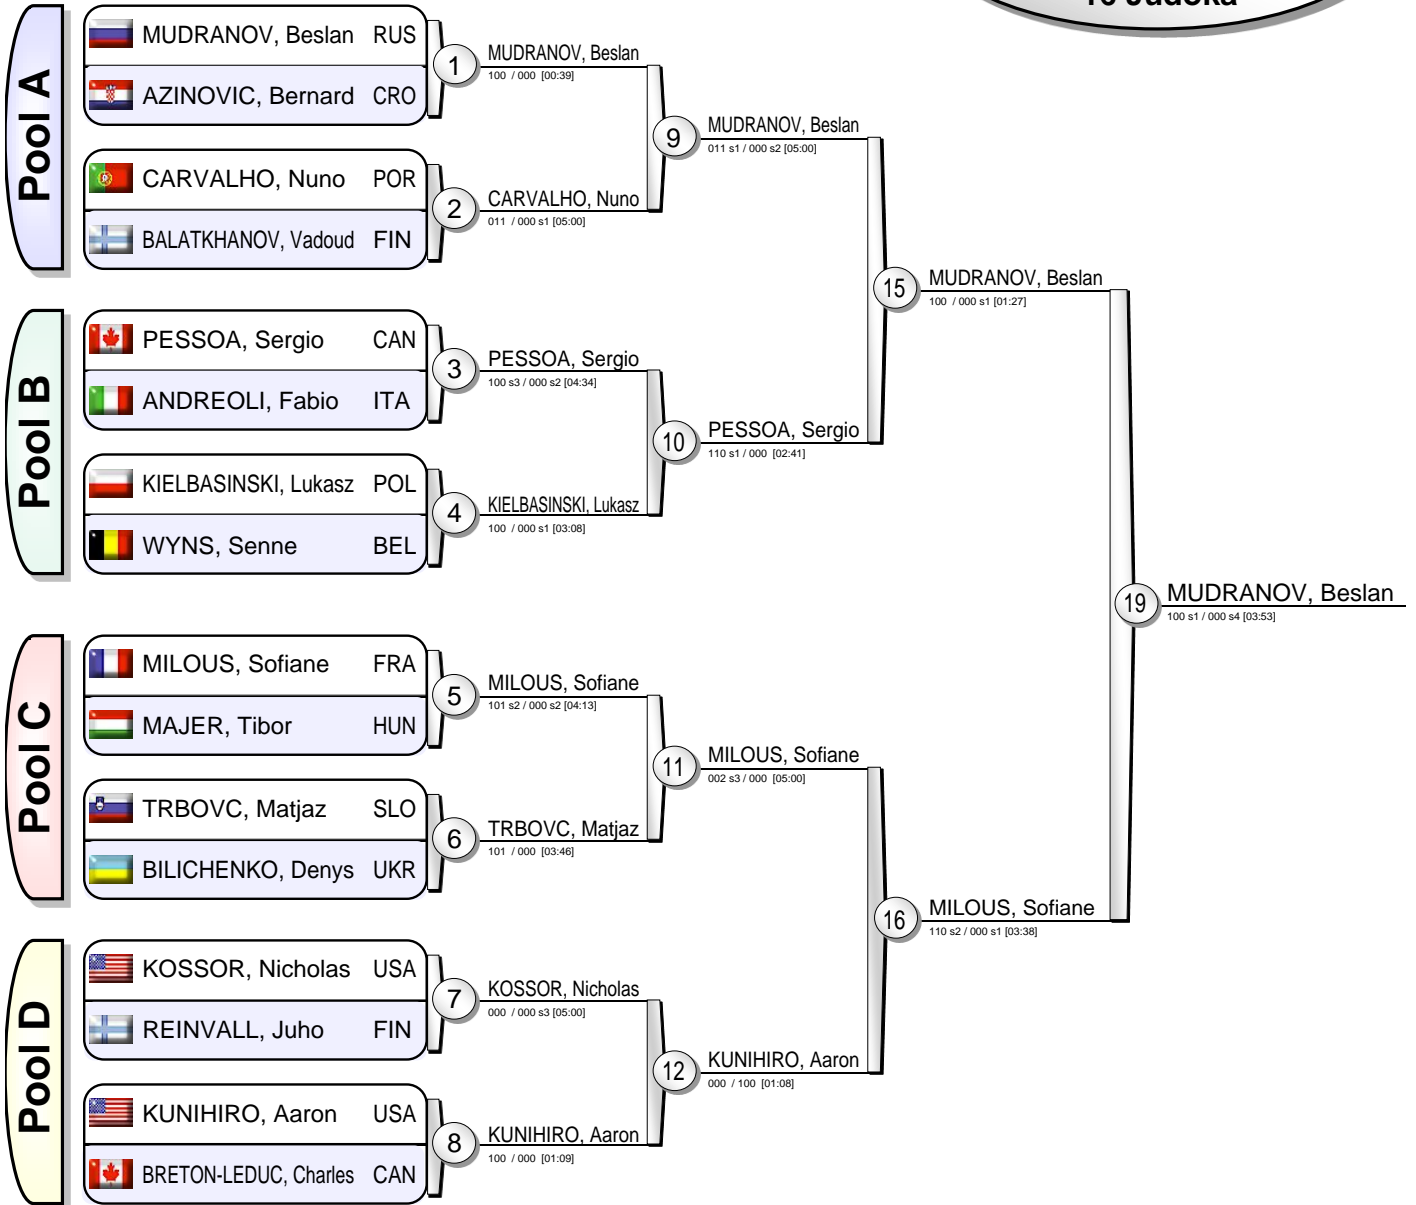 16 Judoka
Pool A
MUDRANOV, Beslan RUS
AZINOVIC, Bernard CRO
CARVALHO, Nuno POR
BALATKHANOV, Vadoud FIN
1
MUDRANOV, Beslan
100 / 000 [00:39]
2
CARVALHO, Nuno
011 / 000 s1 [05:00]
9
MUDRANOV, Beslan
011 s1 / 000 s2 [05:00]
Pool B
PESSOA, Sergio CAN
ANDREOLI, Fabio ITA
KIELBASINSKI, Lukasz POL
WYNS, Senne BEL
3
PESSOA, Sergio
100 s3 / 000 s2 [04:34]
4
KIELBASINSKI, Lukasz
100 / 000 s1 [03:08]
10
PESSOA, Sergio
110 s1 / 000 [02:41]
15
MUDRANOV, Beslan
100 / 000 s1 [01:27]
Pool C
MILOUS, Sofiane FRA
MAJER, Tibor HUN
TRBOVC, Matjaz SLO
BILICHENKO, Denys UKR
5
MILOUS, Sofiane
101 s2 / 000 s2 [04:13]
6
TRBOVC, Matjaz
101 / 000 [03:46]
11
MILOUS, Sofiane
002 s3 / 000 [05:00]
Pool D
KOSSOR, Nicholas USA
REINVALL, Juho FIN
KUNIHIRO, Aaron USA
BRETON-LEDUC, Charles CAN
7
KOSSOR, Nicholas
000 / 000 s3 [05:00]
8
KUNIHIRO, Aaron
100 / 000 [01:09]
12
KUNIHIRO, Aaron
000 / 100 [01:08]
16
MILOUS, Sofiane
110 s2 / 000 s1 [03:38]
19
MUDRANOV, Beslan
100 s1 / 000 s4 [03:53]